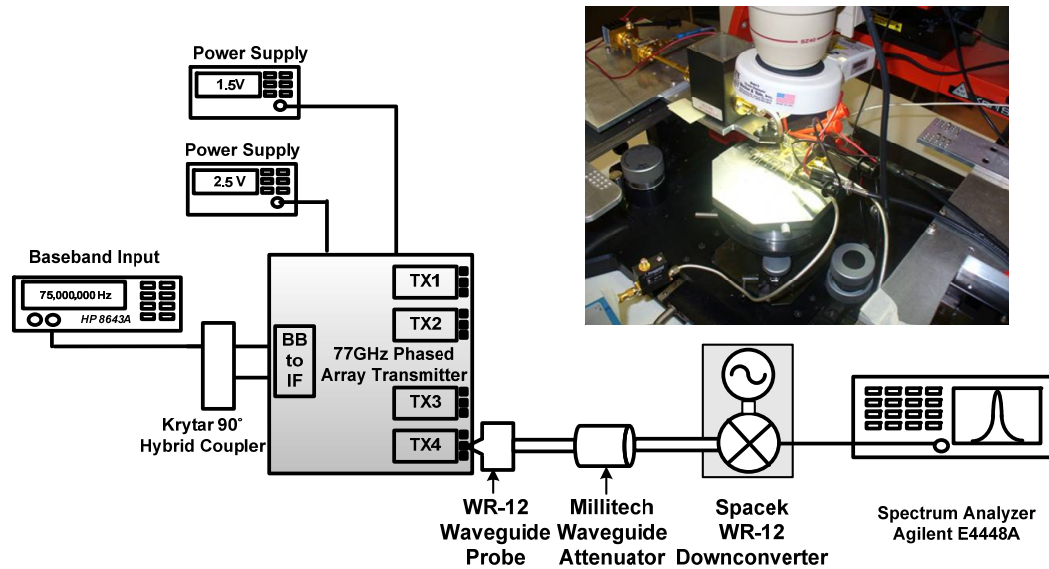 Power Supply
1.5V
Power Supply
2.5 V
Baseband Input
75,000,000 Hz
HP 8643A
BB
to
IF
TX1
TX2
77GHz Phased
Array Transmitter
TX3
TX4
Krytar 90°
Hybrid Coupler
WR-12
Waveguide
Probe
Millitech
Waveguide
Attenuator
Spacek
WR-12
Downconverter
Spectrum Analyzer
Agilent E4448A
SZ40